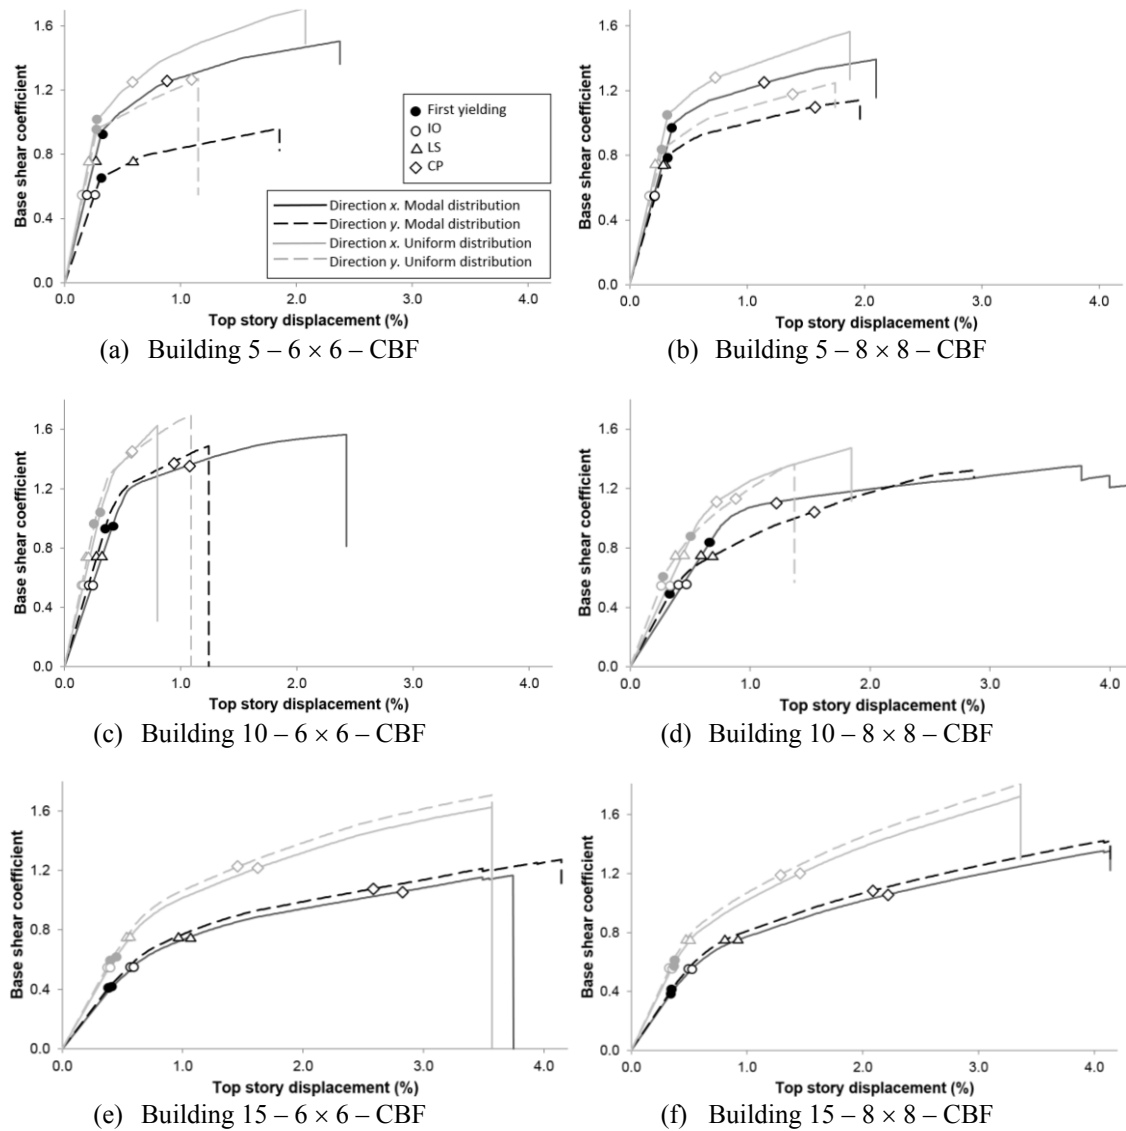 1.6
1.2
0.8
0.4
0.0
Base shear coefficient
0.0 1.0 2.0 3.0 4.0
Top story displacement (%)
First yielding
IO
LS
CP
Direction x. Modal distribution
Direction y. Modal distribution
Direction x. Uniform distribution
Direction y. Uniform distribution
(a) Building 5 – 6 × 6 – CBF
1.6
1.2
0.8
0.4
0.0
Base shear coefficient
0.0 1.0 2.0 3.0 4.0
Top story displacement (%)
(b) Building 5 – 8 × 8 – CBF
1.6
1.2
0.8
0.4
0.0
Base shear coefficient
0.0 1.0 2.0 3.0 4.0
Top story displacement (%)
(c) Building 10 – 6 × 6 – CBF
1.6
1.2
0.8
0.4
0.0
Base shear coefficient
0.0 1.0 2.0 3.0 4.0
Top story displacement (%)
(d) Building 10 – 8 × 8 – CBF
1.6
1.2
0.8
0.4
0.0
Base shear coefficient
0.0 1.0 2.0 3.0 4.0
Top story displacement (%)
(e) Building 15 – 6 × 6 – CBF
1.6
1.2
0.8
0.4
0.0
Base shear coefficient
0.0 1.0 2.0 3.0 4.0
Top story displacement (%)
(f) Building 15 – 8 × 8 – CBF